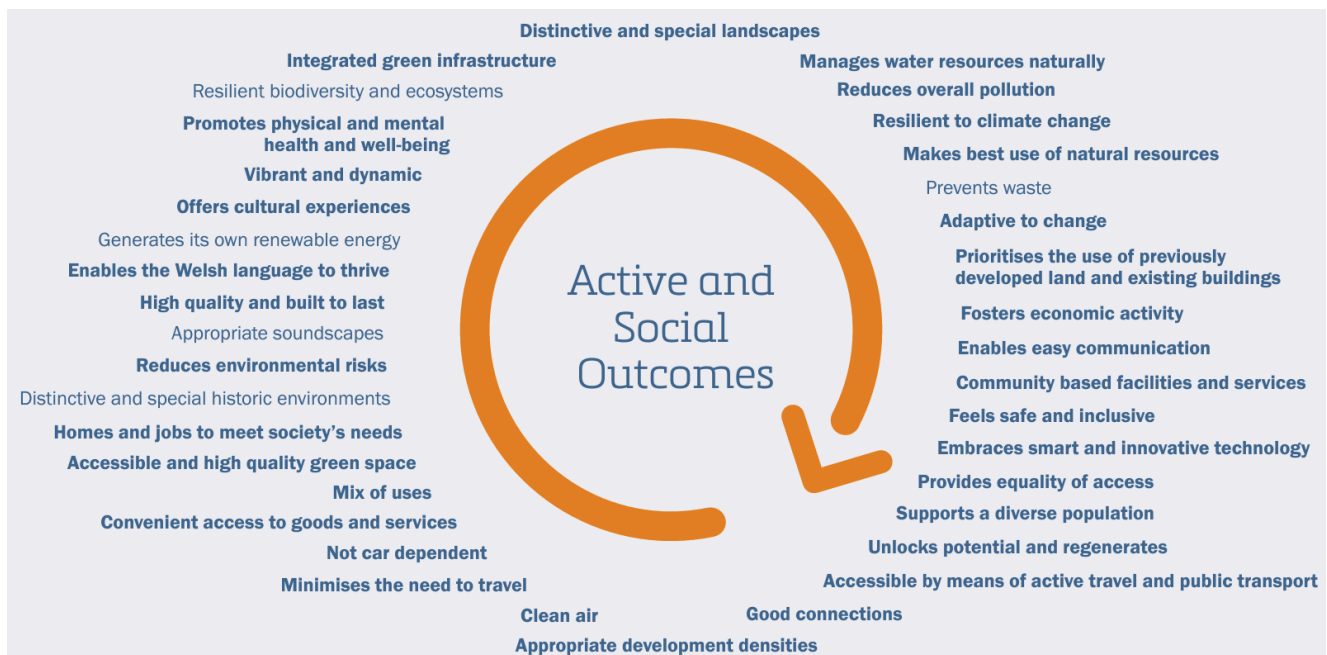 Distinctive and special landscapes
Integrated green infrastructure
Resilient biodiversity and ecosystems
Promotes physical and mental
health and well-being
Vibrant and dynamic
Offers cultural experiences
Generates its own renewable energy
Enables the Welsh language to thrive
High quality and built to last
Appropriate soundscapes
Reduces environmental risks
Distinctive and special historic environments
Homes and jobs to meet society’s needs
Accessible and high quality green space
Mix of uses
Convenient access to goods and services
Not car dependent
Minimises the need to travel
Clean air
Appropriate development densities
Active and
Social
Outcomes
Manages water resources naturally
Reduces overall pollution
Resilient to climate change
Makes best use of natural resources
Prevents waste
Adaptive to change
Prioritises the use of previously
developed land and existing buildings
Fosters economic activity
Enables easy communication
Community based facilities and services
Feels safe and inclusive
Embraces smart and innovative technology
Provides equality of access
Supports a diverse population
Unlocks potential and regenerates
Accessible by means of active travel and public transport
Good connections